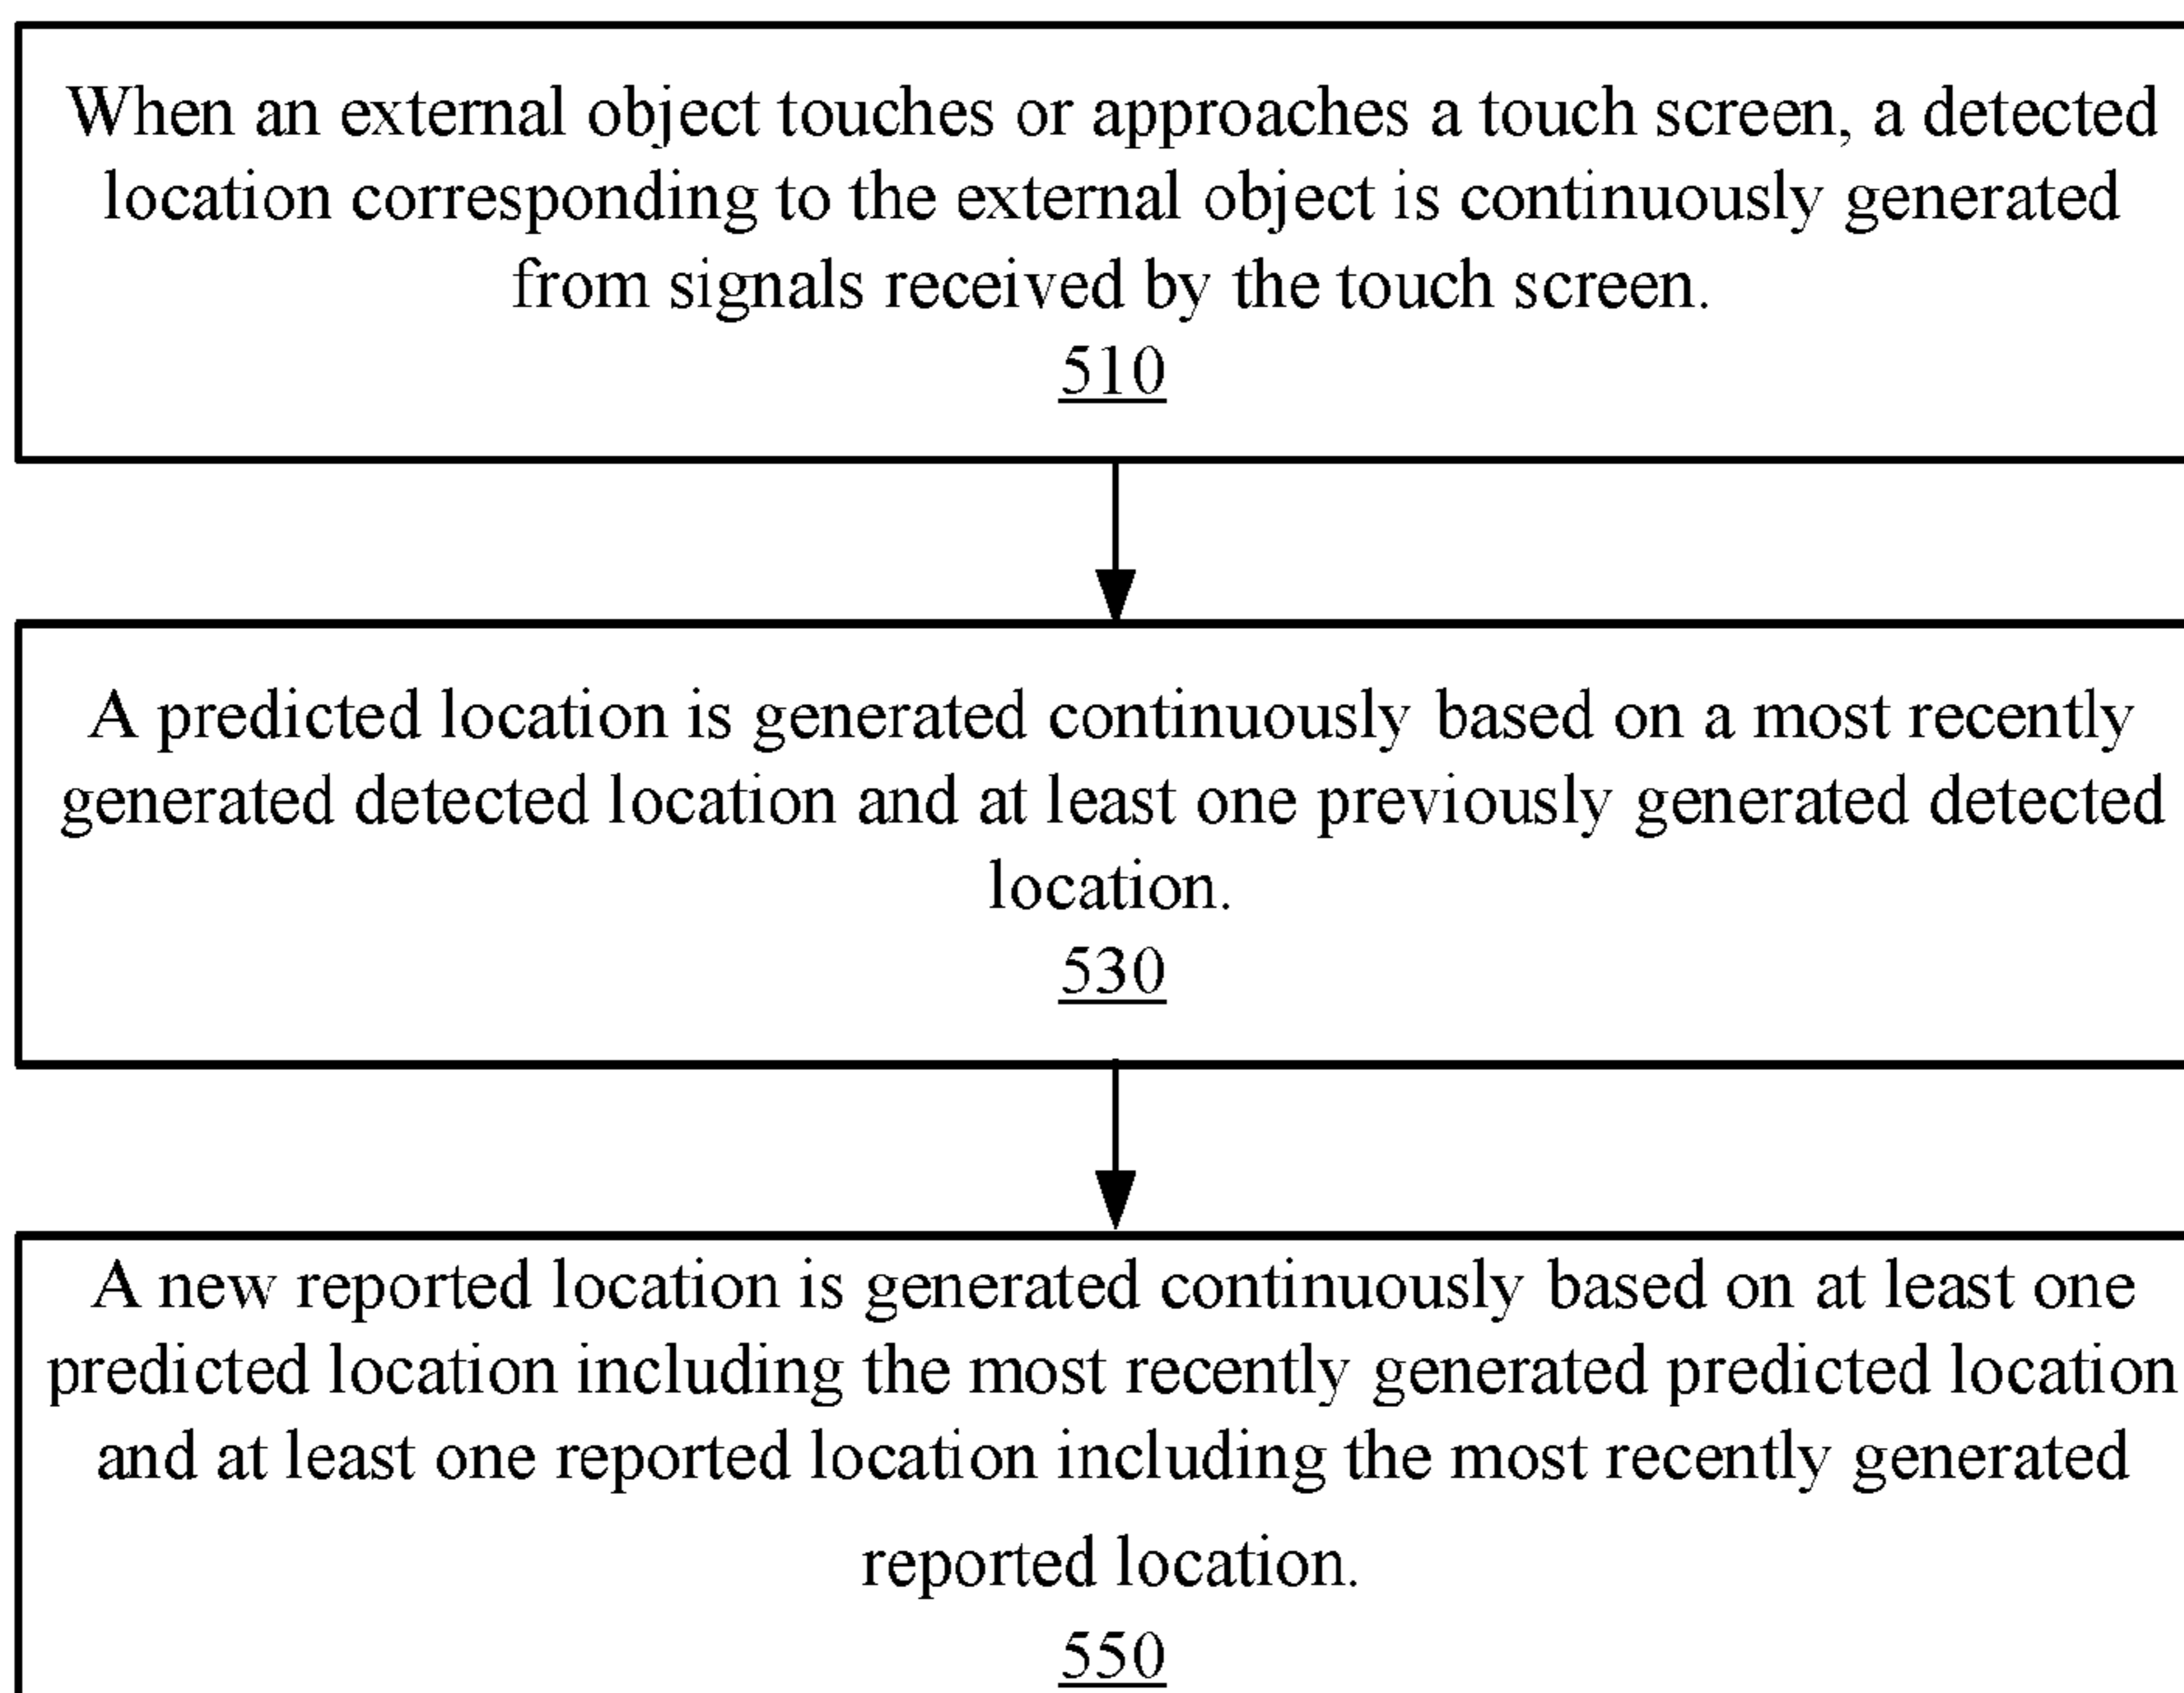 When an external object touches or approaches a touch screen, a detected
location corresponding to the external object is continuously generated
from signals received by the touch screen.
510
A predicted location is generated continuously based on a most recently
generated detected location and at least one previously generated detected
location.
530
A new reported location is generated continuously based on at least one
predicted location including the most recently generated predicted location
and at least one reported location including the most recently generated
reported location.
550